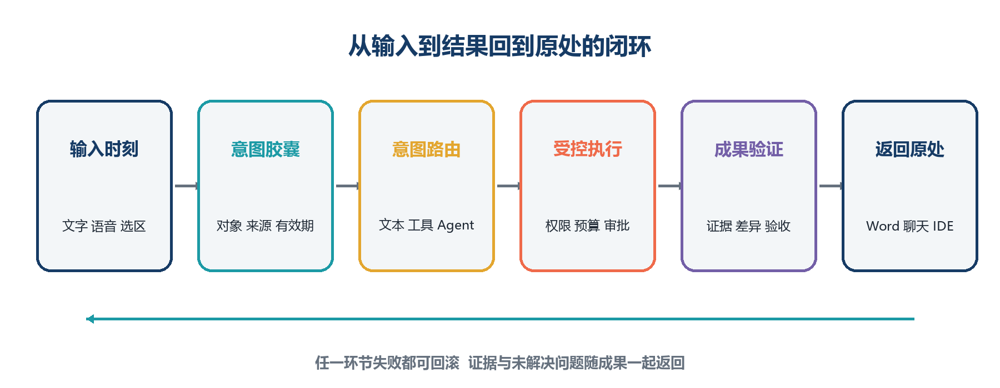 从输入到结果回到原处的闭环
输入时刻
文字 语音 选区
意图胶囊
对象 来源 有效期
意图路由
文本 工具 Agent
受控执行
权限 预算 审批
成果验证
证据 差异 验收
返回原处
Word 聊天 IDE
任一环节失败都可回滚 证据与未解决问题随成果一起返回